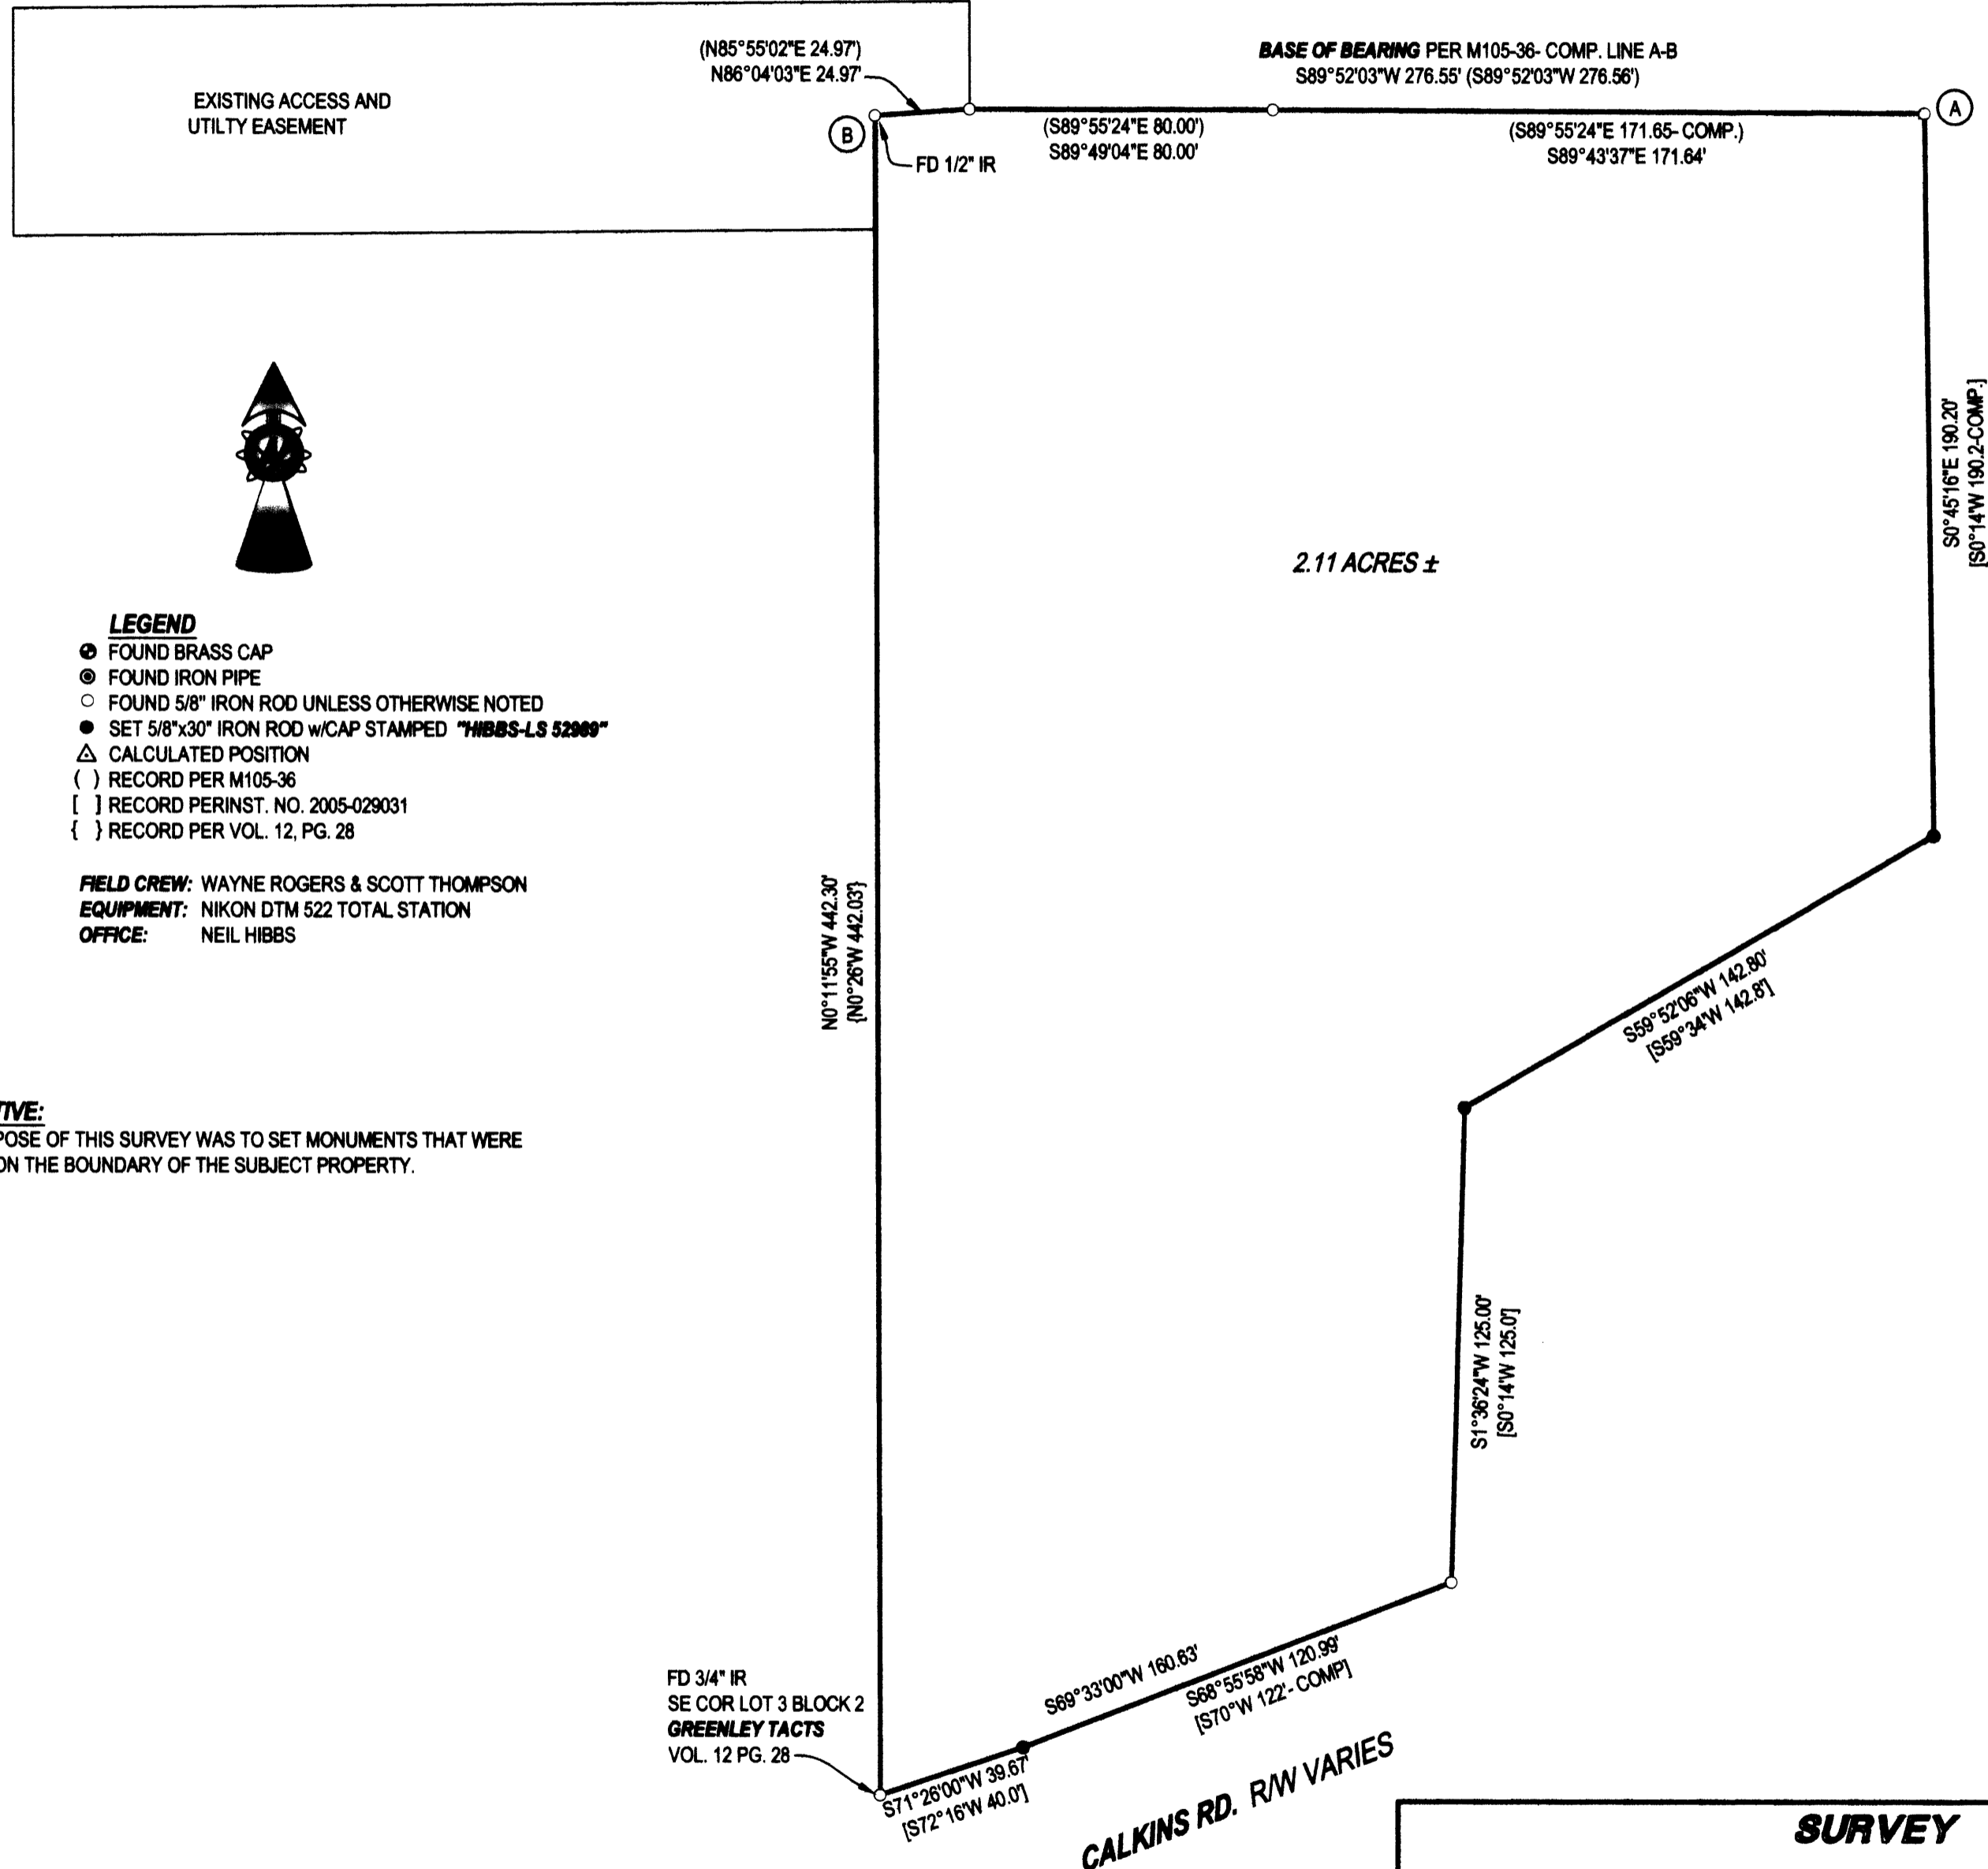 (N85°55'02"E 24.97')
N86°04'03"E 24.97'
BASE OF BEARING PER M105-36- COMP. LINE A-B
S89°52'03"W 276.55' (S89°52'03"W 276.56')
EXISTING ACCESS AND
UTILTY EASEMENT
B
A
FD 1/2" IR
(S89°55'24"E 80.00')
S89°49'04"E 80.00'
(S89°55'24"E 171.65- COMP.)
S89°43'37"E 171.64'
S0°45'16"E 190.20'
[S0°14'W 190.2-COMP.]
2.11 ACRES ±
LEGEND
FOUND BRASS CAP
FOUND IRON PIPE
FOUND 5/8" IRON ROD UNLESS OTHERWISE NOTED
SET 5/8"x30" IRON ROD w/CAP STAMPED "HIBBS-LS 52989"
CALCULATED POSITION
( ) RECORD PER M105-36
[ ] RECORD PERINST. NO. 2005-029031
{ } RECORD PER VOL. 12, PG. 28
FIELD CREW: WAYNE ROGERS & SCOTT THOMPSON
EQUIPMENT: NIKON DTM 522 TOTAL STATION
OFFICE: NEIL HIBBS
N0°11'55"W 442.30'
{N0°26'W 442.03'}
S59°52'06"W 142.80'
[S59°34'W 142.8']
TIVE:
POSE OF THIS SURVEY WAS TO SET MONUMENTS THAT WERE
ON THE BOUNDARY OF THE SUBJECT PROPERTY.
S1°36'24"W 125.00'
[S0°14'W 125.0']
S69°33'00"W 160.63'
S68°55'58"W 120.99'
[S70°W 122'- COMP]
FD 3/4" IR
SE COR LOT 3 BLOCK 2
GREENLEY TACTS
VOL. 12 PG. 28
S71°26'00"W 39.67'
[S72°16'W 40.0']
CALKINS RD. R/W VARIES
SURVEY